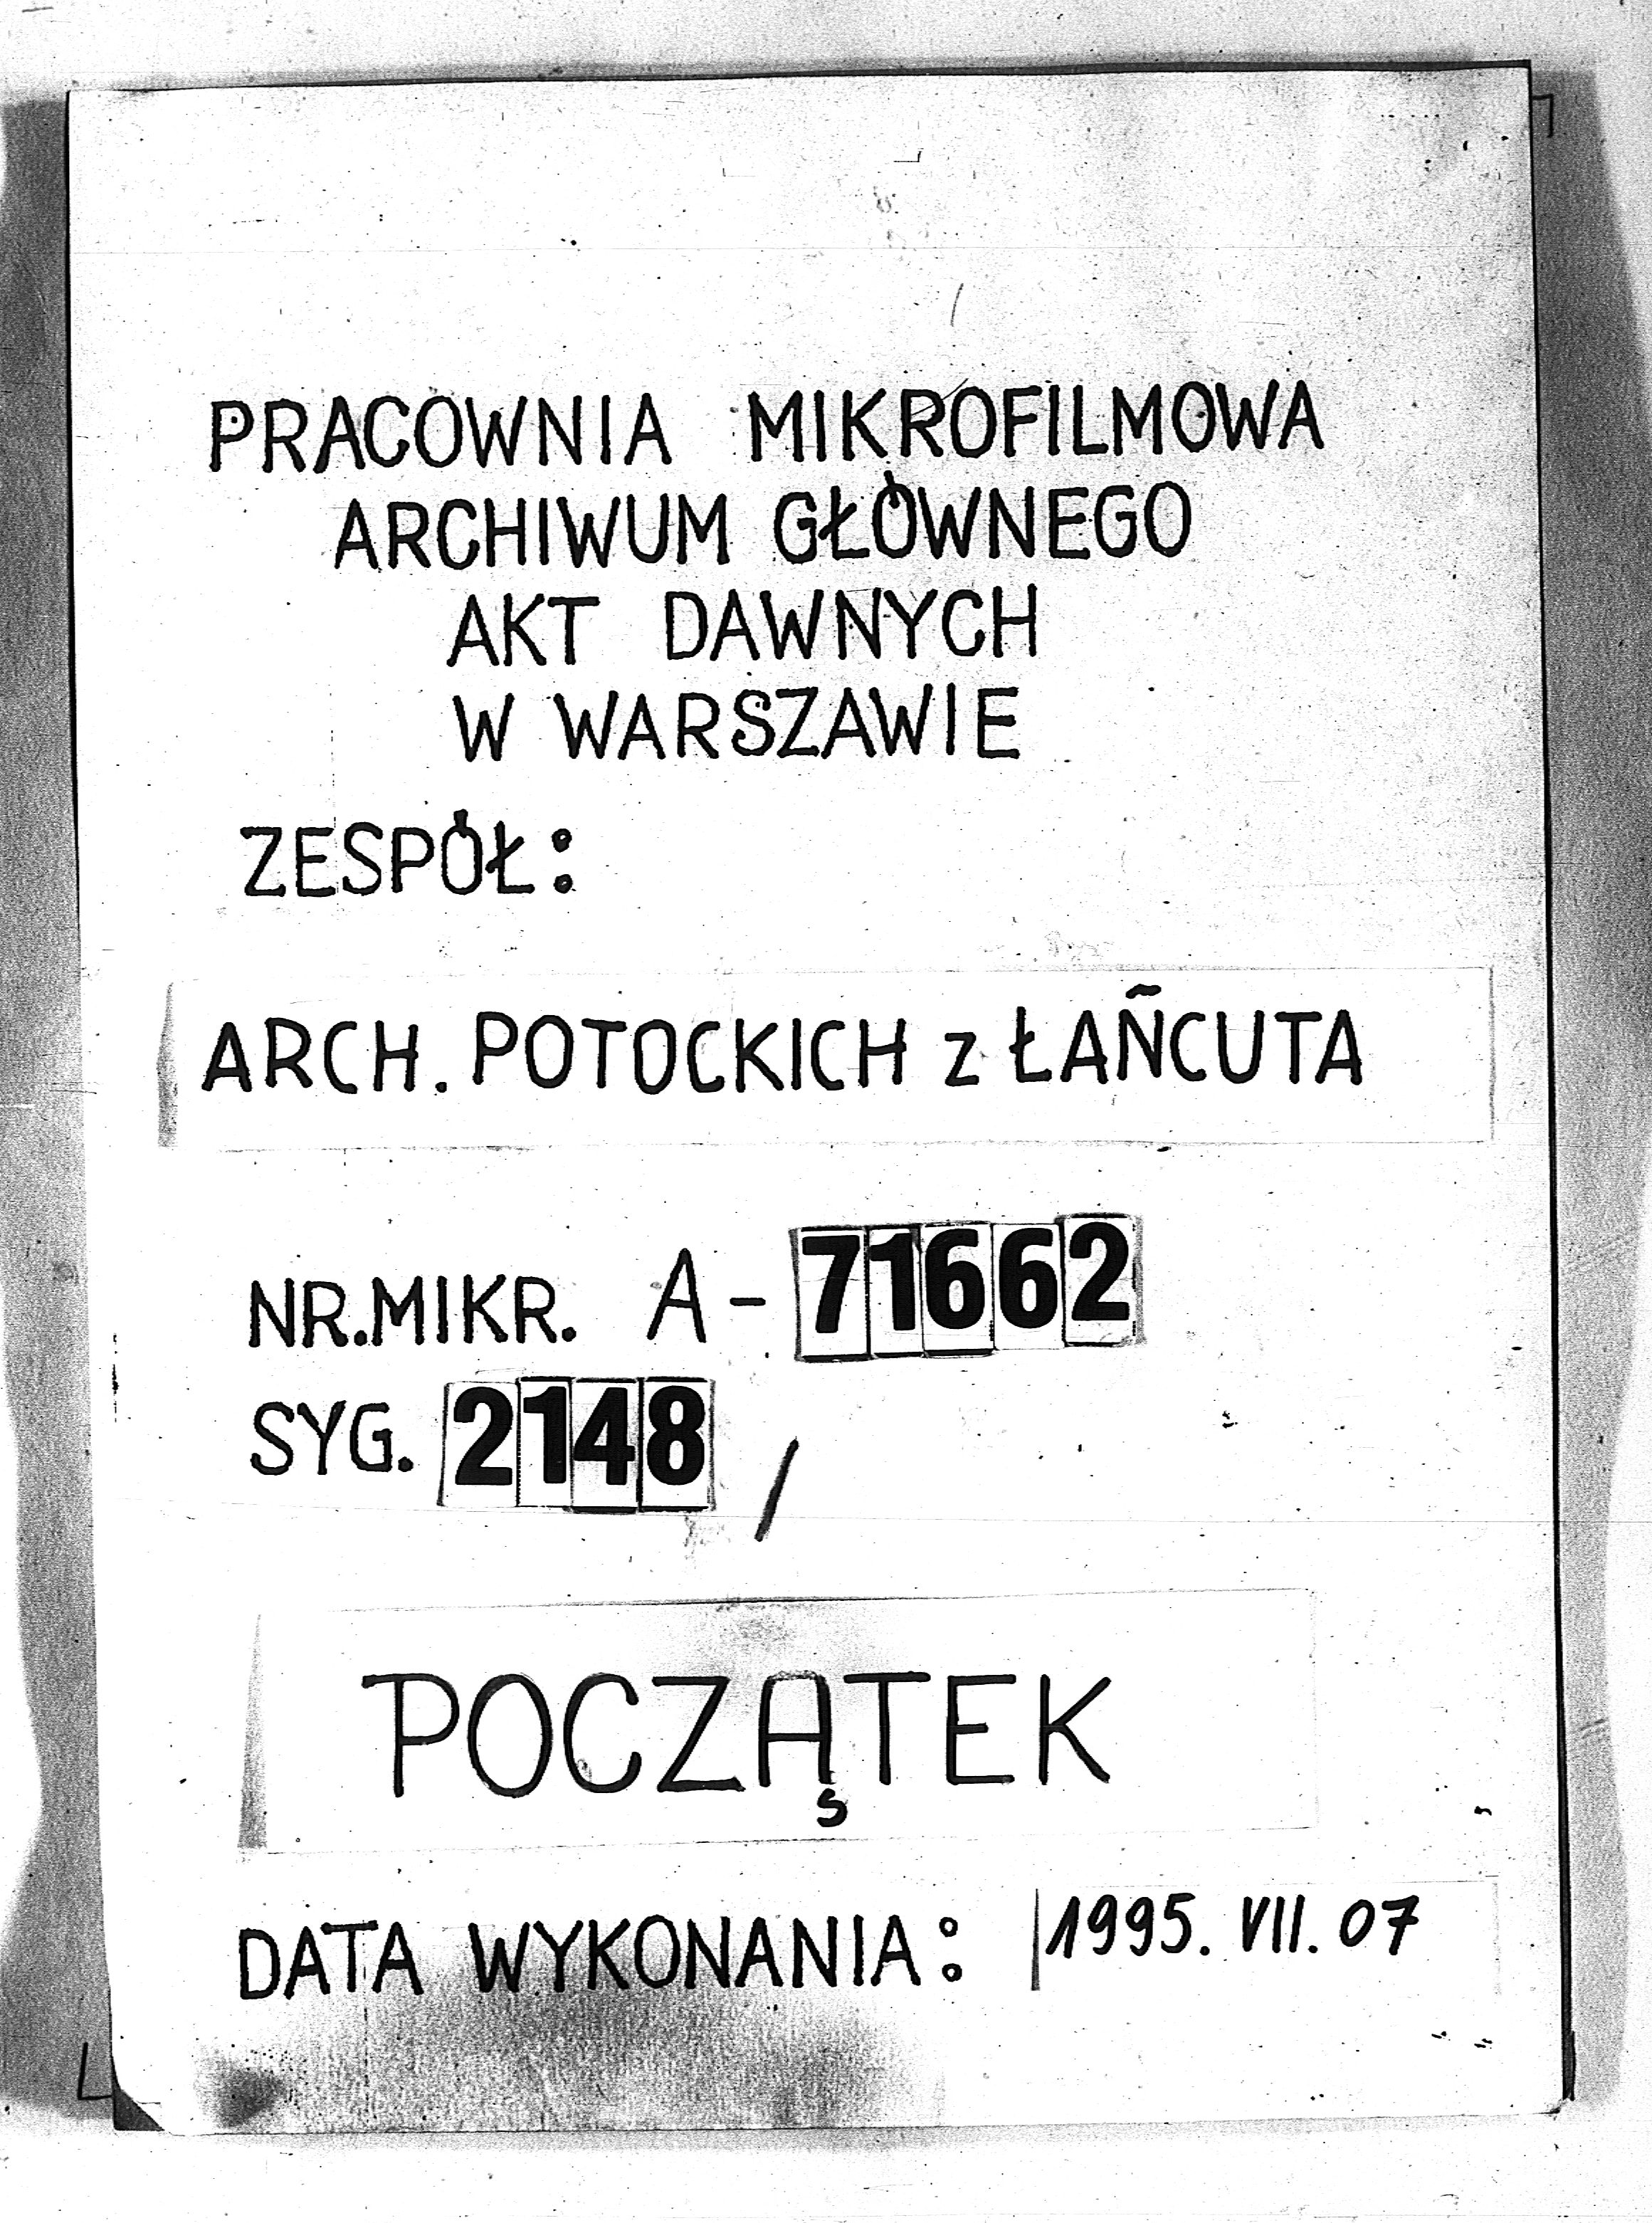 PRACOWNIA MIKROFILMOWA
ARCHIWUM GŁÓWNEGO
AKT DAWNYCH
W WARSZAWIE
ZESPÓŁ:
ARCH. POTOCKICH z ŁAŃCUTA
NR.MIKR. A-71662
SYG. 2148 /
POCZĄTEK
DATA WYKONANIA: 1995. VII. 07